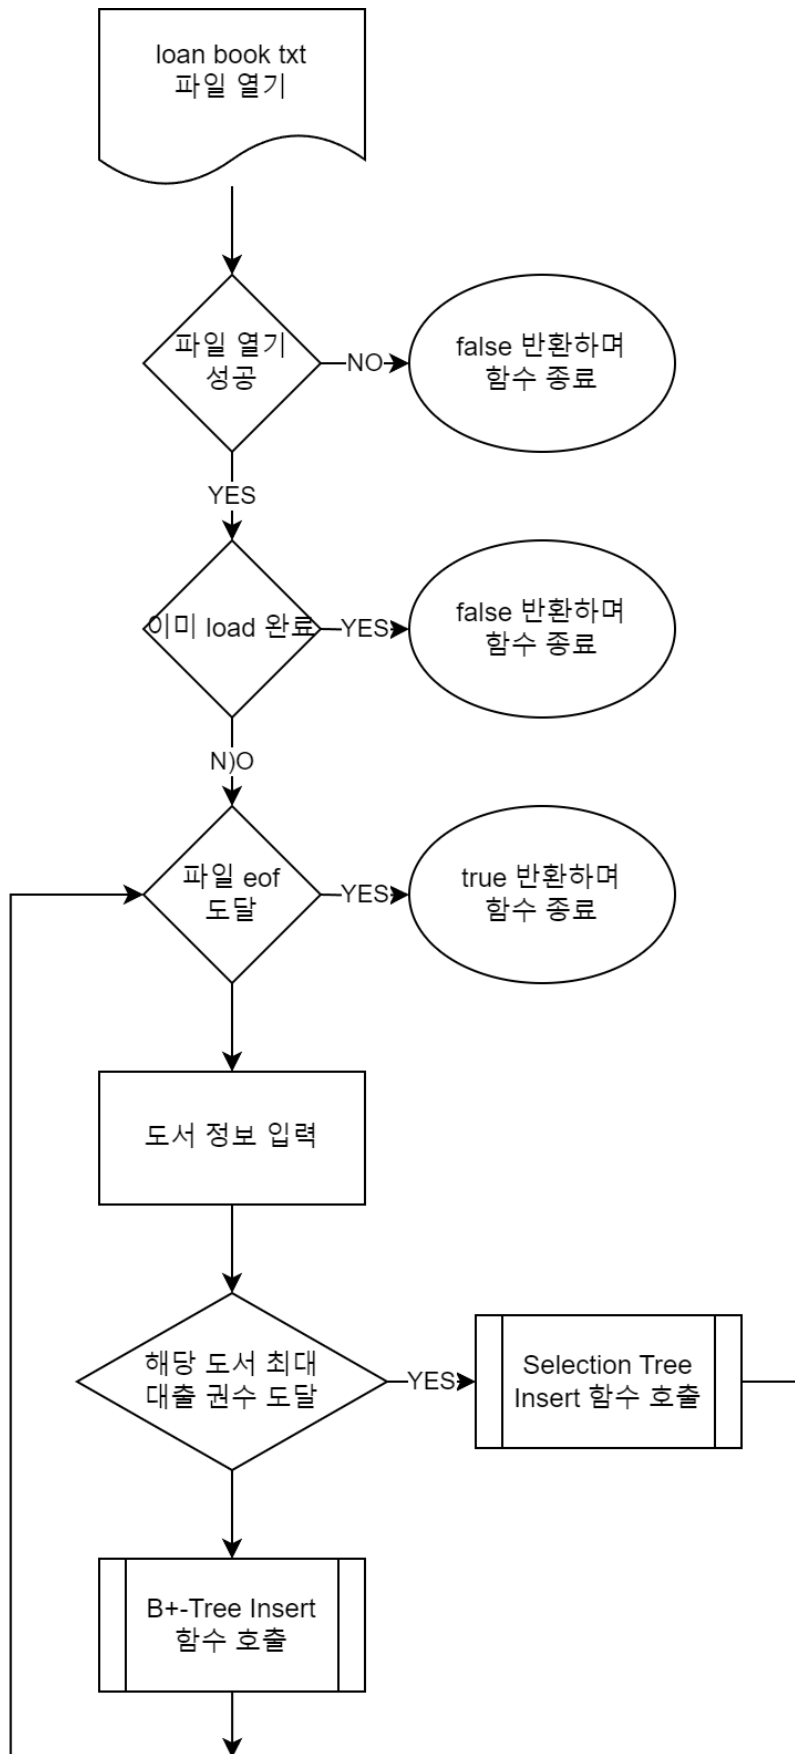 loan book txt
파일 열기
파일 열기
성공
NO
false 반환하며
함수 종료
YES
이미 load 완료
YES
false 반환하며
함수 종료
N)O
파일 eof
도달
YES
true 반환하며
함수 종료
도서 정보 입력
해당 도서 최대
대출 권수 도달
YES
Selection Tree
Insert 함수 호출
B+-Tree Insert
함수 호출